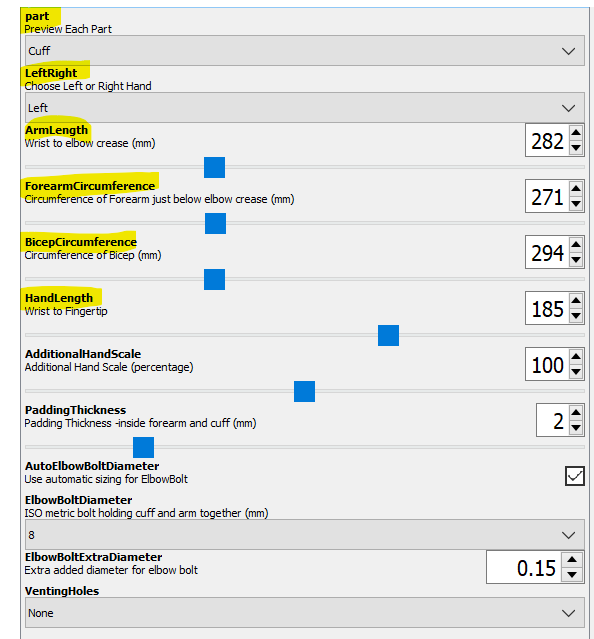 part
Preview Each Part
Cuff
LeftRight
Choose Left or Right Hand
Left
ArmLength
Wrist to elbow crease (mm)
282
ForearmCircumference
Circumference of Forearm just below elbow crease (mm)
271
BicepCircumference
Circumference of Bicep (mm)
294
HandLength
Wrist to Fingertip
185
AdditionalHandScale
Additional Hand Scale (percentage)
100
PaddingThickness
Padding Thickness -inside forearm and cuff (mm)
2
AutoElbowBoltDiameter
Use automatic sizing for ElbowBolt
ElbowBoltDiameter
ISO metric bolt holding cuff and arm together (mm)
8
ElbowBoltExtraDiameter
Extra added diameter for elbow bolt
0.15
VentingHoles
None